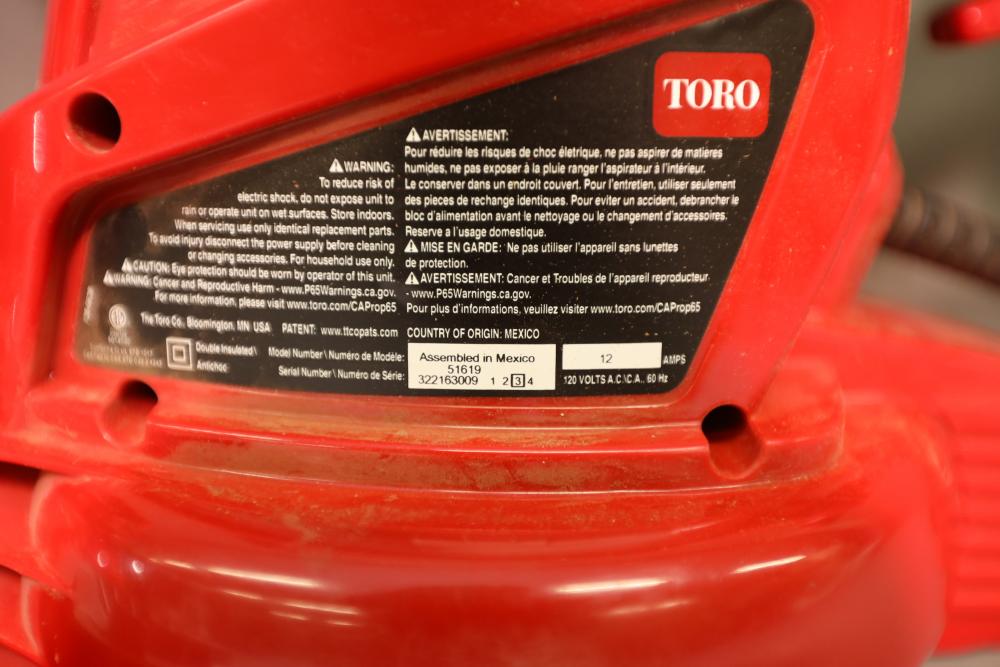 TORO
WARNING:
To reduce risk of
electric shock, do not expose unit to
rain or operate unit on wet surfaces. Store indoors.
When servicing use only identical replacement parts.
To avoid injury disconnect the power supply before cleaning
or changing accessories. For household use only.
CAUTION: Eye protection should be worn by operator of this unit.
WARNING: Cancer and Reproductive Harm - www.P65Warnings.ca.gov.
For more information, please visit www.toro.com/CAProp65
AVERTISSEMENT:
Pour réduire les risques de choc életrique, ne pas aspirer de matières
humides, ne pas exposer à la pluie ranger l'aspirateur à l'intérieur.
Le conserver dans un endroit couvert. Pour l'entretien, utiliser seulement
des pieces de rechange identiques. Pour eviter un accident, debrancher le
bloc d'alimentation avant le nettoyage ou le changement d'accessoires.
Reserve a l'usage domestique.
MISE EN GARDE: Ne pas utiliser l'appareil sans lunettes
de protection.
AVERTISSEMENT: Cancer et Troubles de l'appareil reproducteur
- www.P65Warnings.ca.gov.
Pour plus d'informations, veuillez visiter www.toro.com/CAProp65
The Toro Co. Bloomington, MN USA PATENT: www.ttcopats.com COUNTRY OF ORIGIN: MEXICO
Double Insulated\
Antichoc
Model Number \ Numéro de Modèle:
Serial Number \ Numéro de Série:
Assembled in Mexico
51619
322163009 1 2 3 4
12 AMPS
120 VOLTS A.C.\C.A., 60 Hz